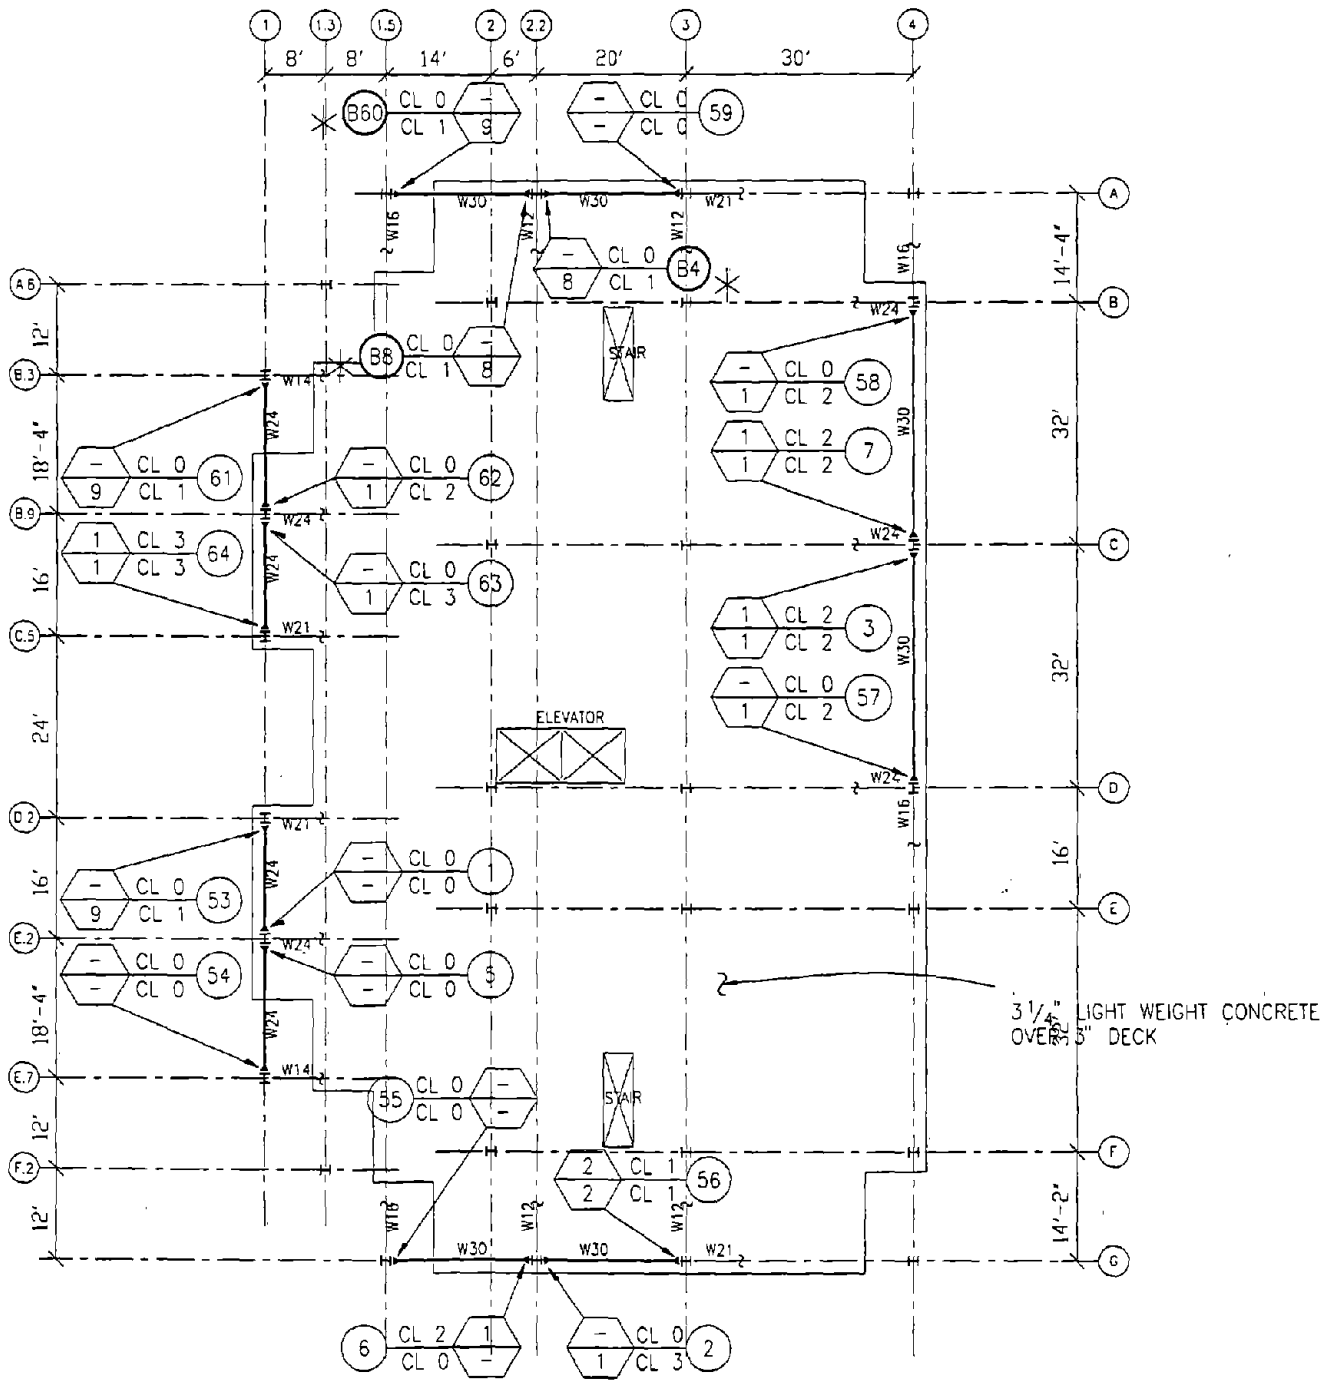 1 1.3 1.5 2 2.2 3 4
8' 8' 14' 6' 20' 30'
B60 CL 0 - CL 1 9
- CL 0 59 - CL 0
A
W30 W30 W21
W16 W12 W12 W16
14'-4"
- CL 0 B4 8 CL 1
A.6
B
W24
12'
STAIR
B8 CL 0 - CL 1 8
B.3
W14
- CL 0 58 1 CL 2
W24
W30
32'
18'-4"
1 CL 2 7 1 CL 2
- CL 0 61 9 CL 1
- CL 0 62 1 CL 2
B.9
W24
W24
C
1 CL 3 64 1 CL 3
W24
16'
- CL 0 63 1 CL 3
C.5
W21
1 CL 2 3 1 CL 2
W30
32'
- CL 0 57 1 CL 2
24'
ELEVATOR
W24
D
W16
D.2
W21
16'
W24
16'
- CL 0 1 - CL 0
- CL 0 53 9 CL 1
E
E.2
W24
- CL 0 54 - CL 0
- CL 0 5 - CL 0
18'-4"
W24
3 1/4" LIGHT WEIGHT CONCRETE
OVER 3" DECK
E.7
W14
55 CL 0 - CL 0 -
STAIR
12'
F
F.2
2 CL 1 56 2 CL 1
12'
W12 W12
14'-2"
W30 W30 W21
G
6 CL 2 1 CL 0 -
- CL 0 2 1 CL 3